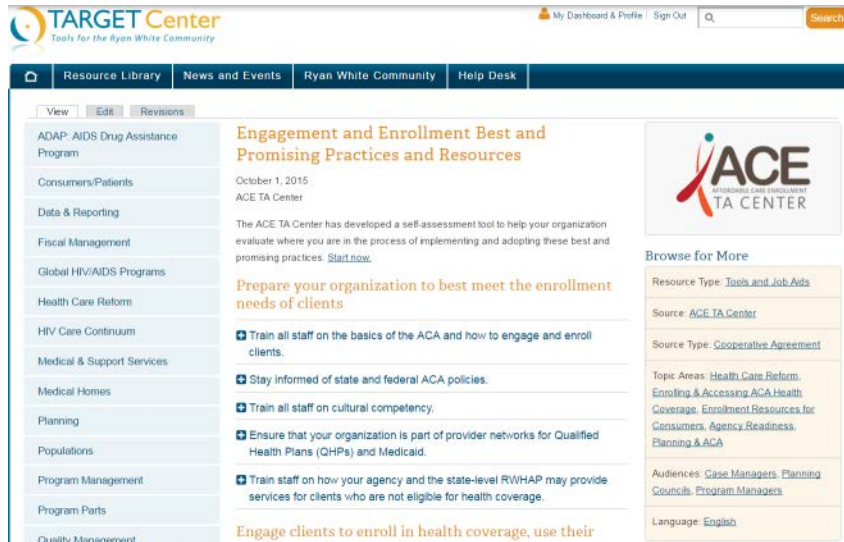 TARGET Center
Tools for the Ryan White Community
My Dashboard & Profile
Sign Out
Search
Resource Library
News and Events
Ryan White Community
Help Desk
View
Edit
Revisions
ADAP: AIDS Drug Assistance
Program
Consumers/Patients
Data & Reporting
Fiscal Management
Global HIV/AIDS Programs
Health Care Reform
HIV Care Continuum
Medical & Support Services
Medical Homes
Planning
Populations
Program Management
Program Parts
Quality Management
Engagement and Enrollment Best and
Promising Practices and Resources
October 1, 2015
ACE TA Center
The ACE TA Center has developed a self-assessment tool to help your organization
evaluate where you are in the process of implementing and adopting these best and
promising practices. Start now.
Prepare your organization to best meet the enrollment
needs of clients
Train all staff on the basics of the ACA and how to engage and enroll
clients.
Stay informed of state and federal ACA policies.
Train all staff on cultural competency.
Ensure that your organization is part of provider networks for Qualified
Health Plans (QHPs) and Medicaid.
Train staff on how your agency and the state-level RWHAP may provide
services for clients who are not eligible for health coverage.
Engage clients to enroll in health coverage, use their
ACE
AFFORDABLE CARE ENROLLMENT
TA CENTER
Browse for More
Resource Type: Tools and Job Aids
Source: ACE TA Center
Source Type: Cooperative Agreement
Topic Areas: Health Care Reform,
Enrolling & Accessing ACA Health
Coverage, Enrollment Resources for
Consumers, Agency Readiness,
Planning & ACA
Audiences: Case Managers, Planning
Councils, Program Managers
Language: English